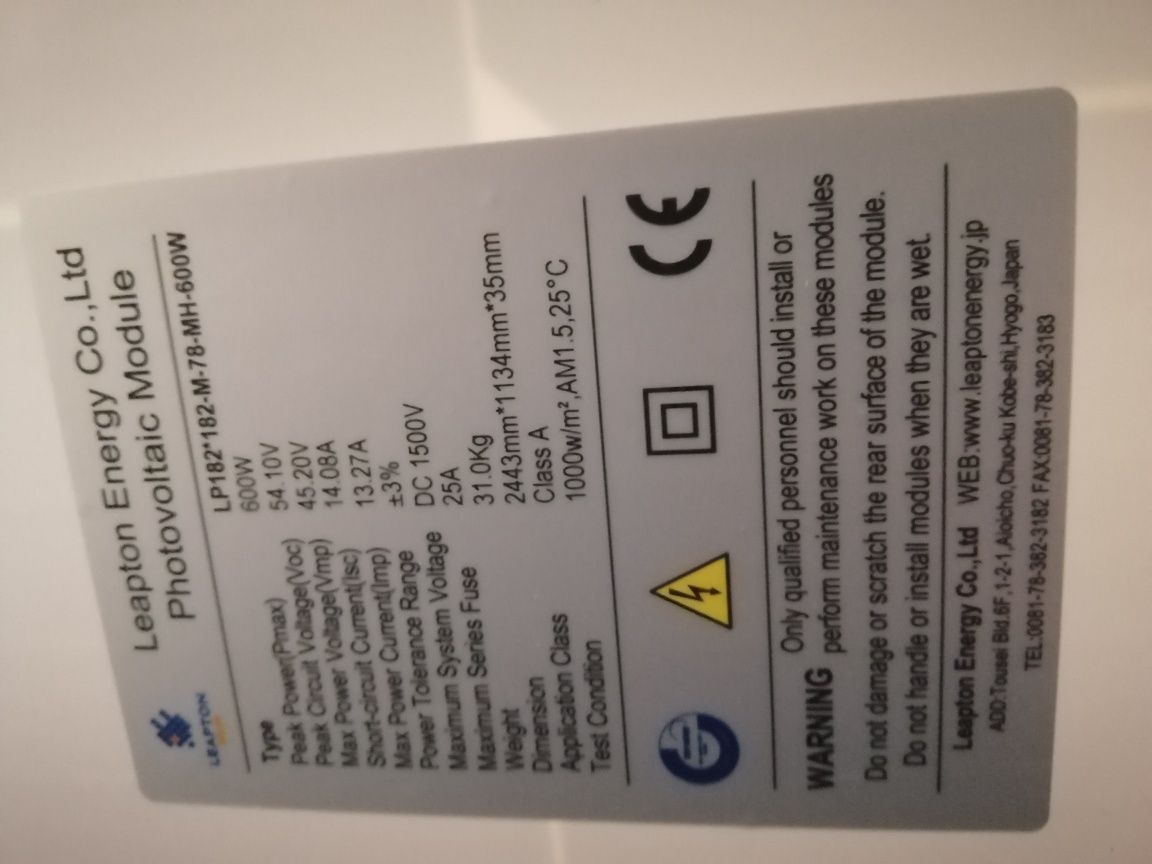 LEAPTON
Leapton Energy Co.,Ltd
Photovoltaic Module
Type LP182*182-M-78-MH-600W
Peak Power(Pmax) 600W
Peak Circuit Voltage(Voc) 54.10V
Max Power Voltage(Vmp) 45.20V
Short-circuit Current(Isc) 14.08A
Max Power Current(Imp) 13.27A
Power Tolerance Range ±3%
Maximum System Voltage DC 1500V
Maximum Series Fuse 25A
Weight 31.0Kg
Dimension 2443mm*1134mm*35mm
Application Class Class A
Test Condition 1000w/m²,AM1.5,25°C
CE
WARNING Only qualified personnel should install or
perform maintenance work on these modules
Do not damage or scratch the rear surface of the module.
Do not handle or install modules when they are wet.
Leapton Energy Co.,Ltd WEB:www.leaptonenergy.jp
ADD:Tousei Bld.6F,1-2-1,Aioicho,Chuo-ku Kobe-shi,Hyogo,Japan
TEL:0081-78-382-3182 FAX:0081-78-382-3183